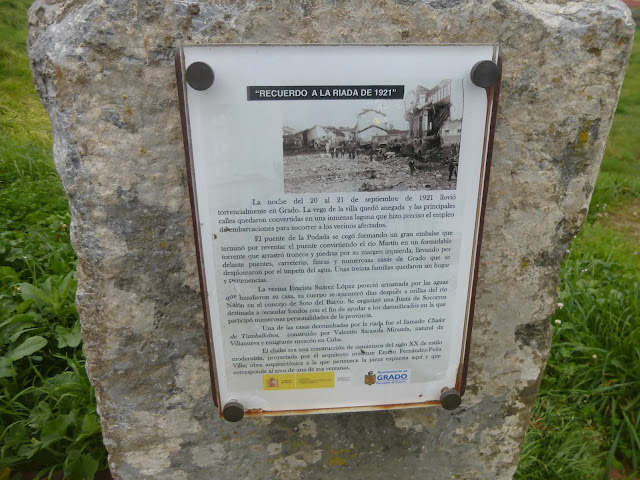 "RECUERDO A LA RIADA DE 1921"
La noche del 20 al 21 de septiembre de 1921 llovió
torrencialmente en Grado. La vega de la villa quedó anegada y las principales
calles quedaron convertidas en una inmensa laguna que hizo preciso el empleo
de embarcaciones para socorrer a los vecinos afectados.
El puente de la Podada se cegó formando un gran embalse que
terminó por reventar el puente convirtiendo el río Martín en un formidable
torrente que arrastró troncos y piedras por su margen izquierda, llevando por
delante puentes, carreteras, fincas y numerosas casas de Grado que se
desplomaron por el ímpetu del agua. Unas treinta familias quedaron sin hogar
y pertenencias.
La vecina Engracia Suárez López pereció arrastrada por las aguas
que hundieron su casa, su cuerpo se encontró días después a orillas del río
Nalón en el concejo de Soto del Barco. Se organizó una Junta de Socorros
destinada a recaudar fondos con el fin de ayudar a los damnificados en la que
participó numerosas personalidades de la provincia.
Una de las casas derrumbadas por la riada fue el llamado Chalet
de Tumballobos, construido por Valentín Saravia Miranda, natural de
Villanueva y emigrante moscón en Cuba.
El chalet era una construcción de comienzos del siglo XX de estilo
modernista, proyectada por el arquitecto Emilio Fernández-Peña
Villa; obra arquitectónica a la que pertenece la pieza expuesta aquí y que
corresponde al arco de una de sus ventanas.
GRADO